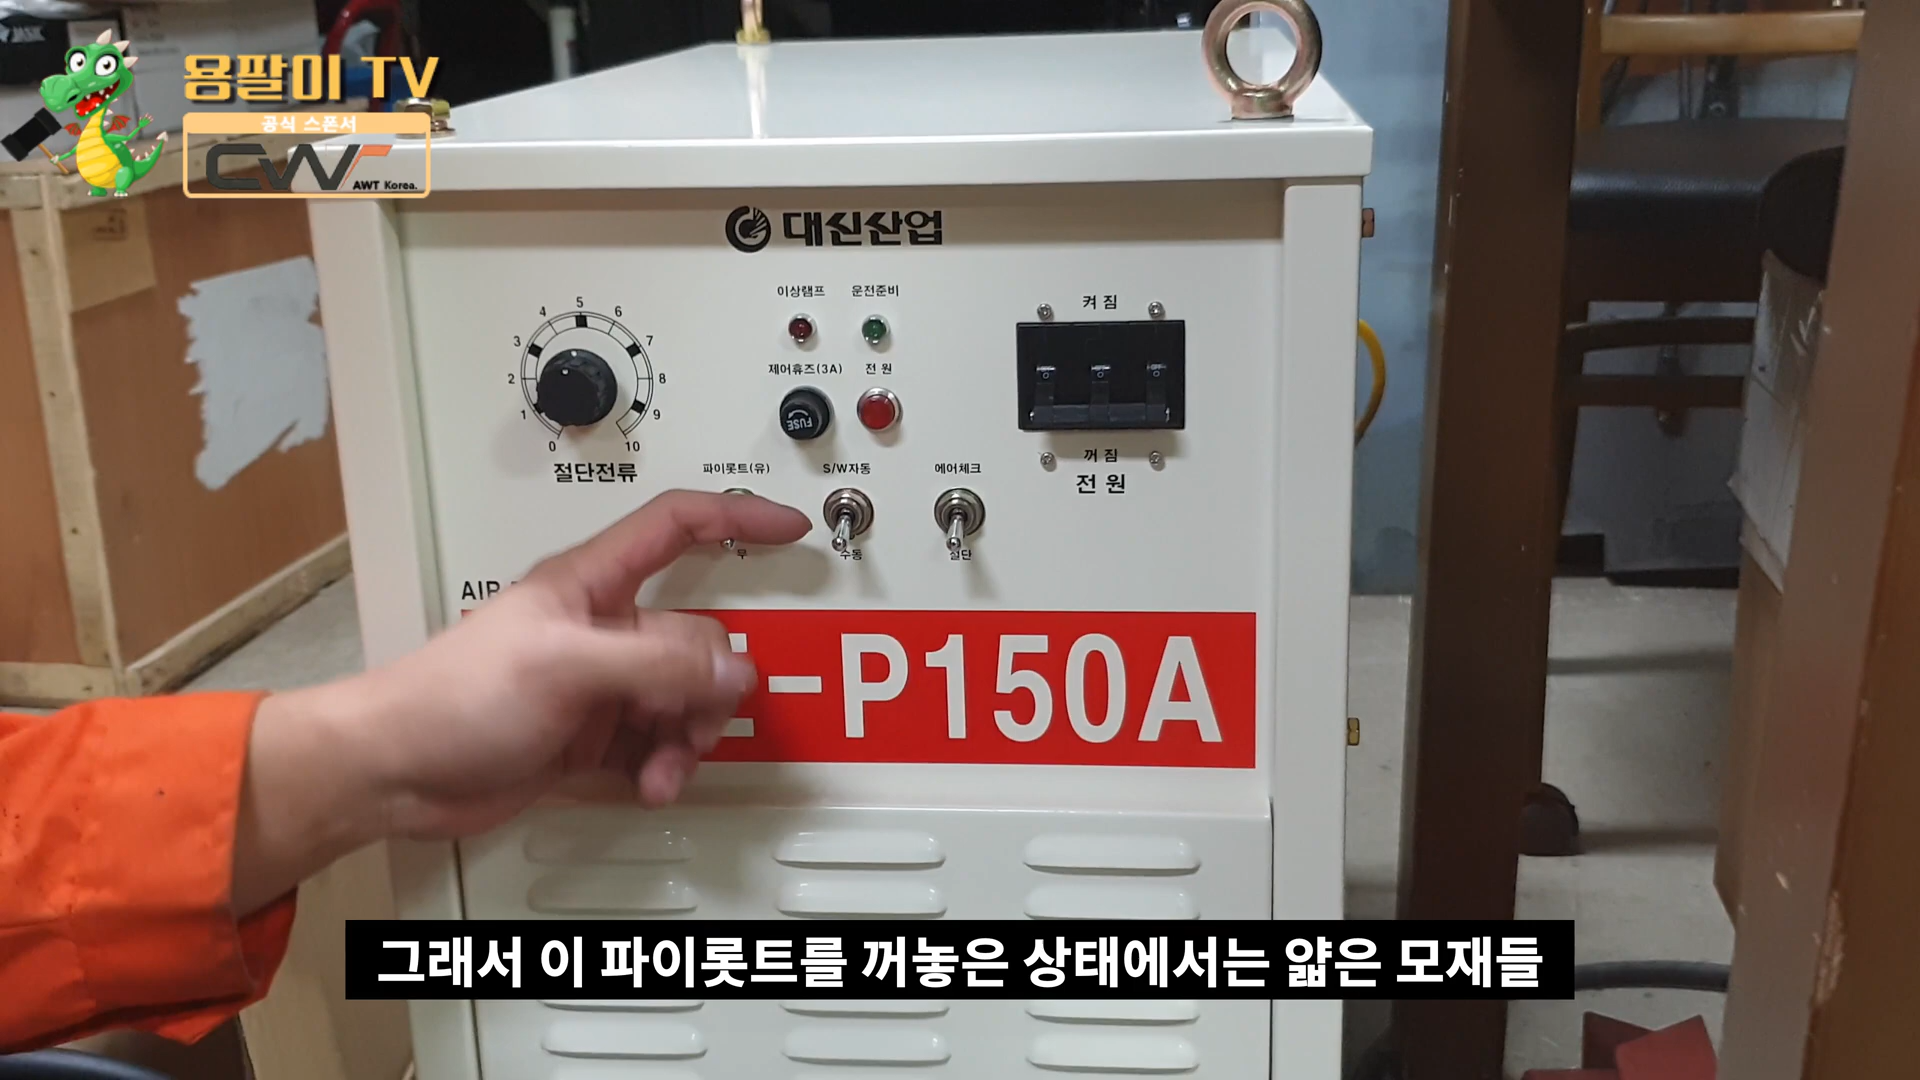 용팔이 TV
공식 스폰서
CWT
AWT Korea.
대신산업
이상램프 운전준비
켜 짐
0 1 2 3 4 5 6 7 8 9 10
절단전류
제어휴즈(3A) 전 원
FUSE
OFF OFF OFF
꺼 짐
전 원
파이롯트(유) S/W자동 에어체크
무 수동 절단
AIR
-P150A
그래서 이 파이롯트를 꺼놓은 상태에서는 얇은 모재들